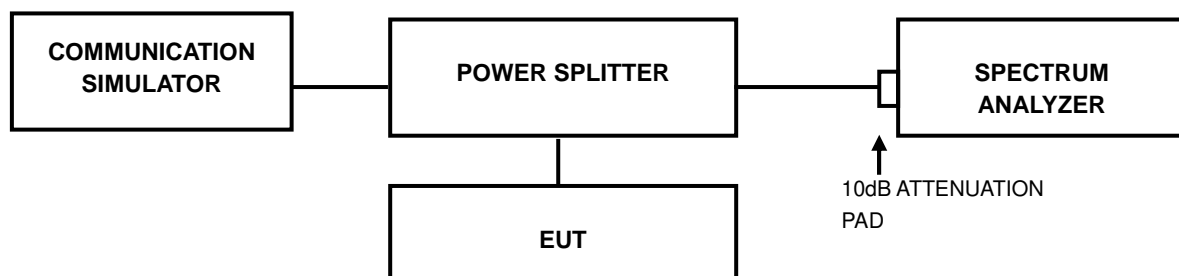 COMMUNICATION
SIMULATOR
POWER SPLITTER
SPECTRUM
ANALYZER
10dB ATTENUATION
PAD
EUT